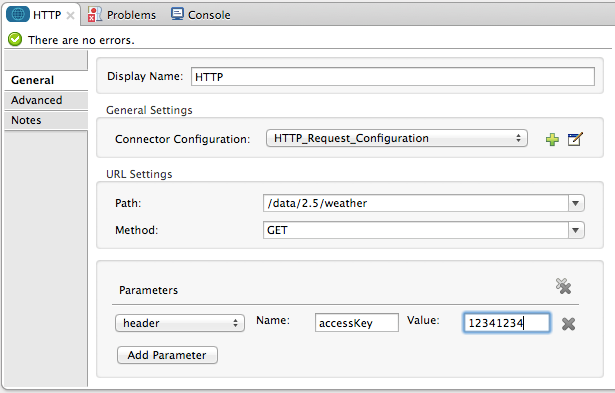 HTTP Problems Console
There are no errors.
General
Advanced
Notes
Display Name: HTTP
General Settings
Connector Configuration: HTTP_Request_Configuration
URL Settings
Path: /data/2.5/weather
Method: GET
Parameters
header Name: accessKey Value: 12341234
Add Parameter